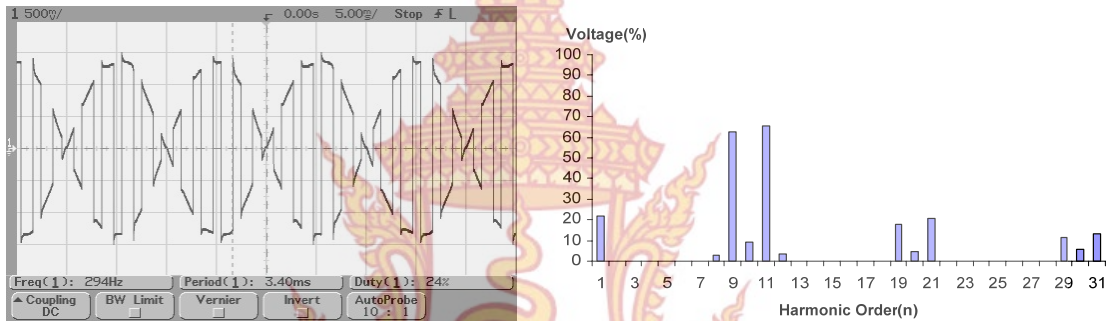 1 500㎷/ 0.00s 5.00㎳/ Stop L
Freq(1): 294Hz Period(1): 3.40ms Duty(1): 24%
Coupling BW Limit Vernier Invert AutoProbe
DC 10 : 1
Voltage(%)
100
90
80
70
60
50
40
30
20
10
0
1 3 5 7 9 11 13 15 17 19 21 23 25 27 29 31
Harmonic Order(n)